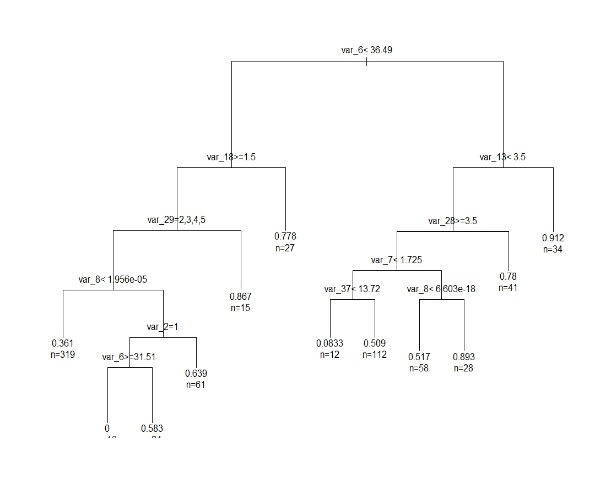 var_6< 36.49
var_18>=1.5
var_13< 3.5
var_29=2,3,4,5
0.778
n=27
var_28>=3.5
0.912
n=34
var_8< 1.956e-05
0.867
n=15
var_7< 1.725
0.78
n=41
0.361
n=319
var_2=1
var_37< 13.72
var_8< 6.603e-18
var_6>=31.51
0.639
n=61
0.0833
n=12
0.509
n=112
0.517
n=58
0.893
n=28
0
0.583